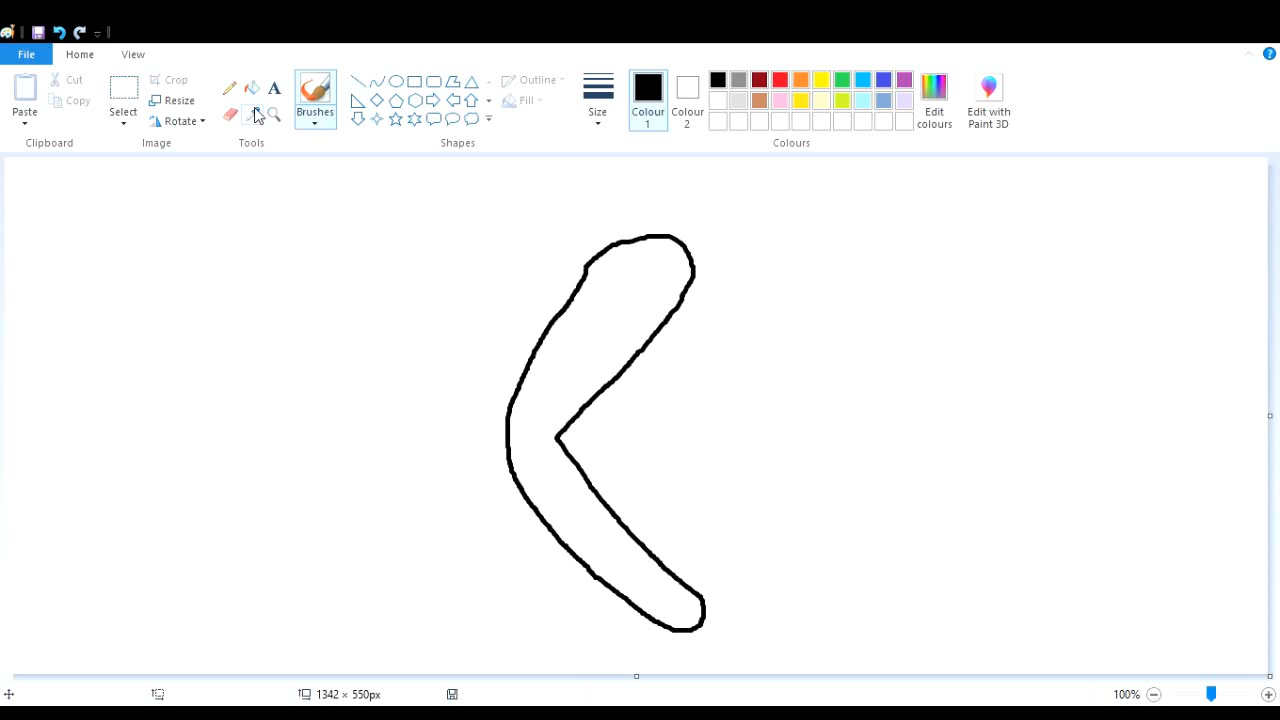 File Home View
Paste
Cut
Copy
Clipboard
Select
Crop
Resize
Rotate
Image
A
Tools
Brushes
Shapes
Outline
Fill
Size
Colour
1
Colour
2
Edit
colours
Colours
Edit with
Paint 3D
?
1342 × 550px
100%